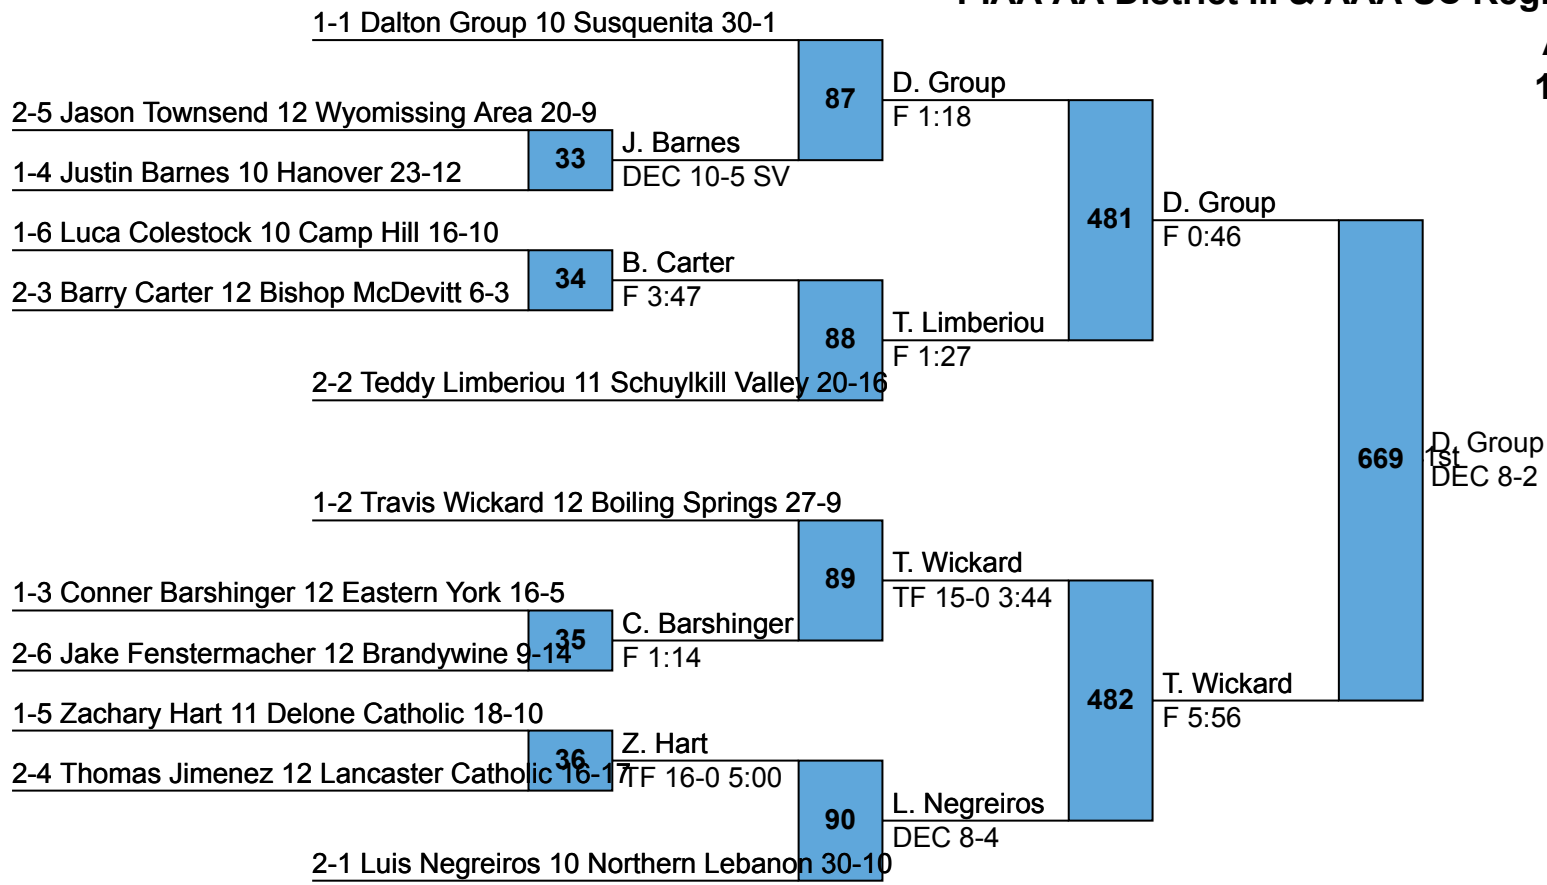 1-1 Dalton Group 10 Susquenita 30-1
87
D. Group
F 1:18
2-5 Jason Townsend 12 Wyomissing Area 20-9
33
J. Barnes
DEC 10-5 SV
1-4 Justin Barnes 10 Hanover 23-12
481
D. Group
F 0:46
1-6 Luca Colestock 10 Camp Hill 16-10
34
B. Carter
F 3:47
2-3 Barry Carter 12 Bishop McDevitt 6-3
88
T. Limberiou
F 1:27
2-2 Teddy Limberiou 11 Schuylkill Valley 20-16
669
D. Group
1st
DEC 8-2
1-2 Travis Wickard 12 Boiling Springs 27-9
89
T. Wickard
TF 15-0 3:44
1-3 Conner Barshinger 12 Eastern York 16-5
35
C. Barshinger
F 1:14
2-6 Jake Fenstermacher 12 Brandywine 9-14
482
T. Wickard
F 5:56
1-5 Zachary Hart 11 Delone Catholic 18-10
36
Z. Hart
TF 16-0 5:00
2-4 Thomas Jimenez 12 Lancaster Catholic 16-17
90
L. Negreiros
DEC 8-4
2-1 Luis Negreiros 10 Northern Lebanon 30-10